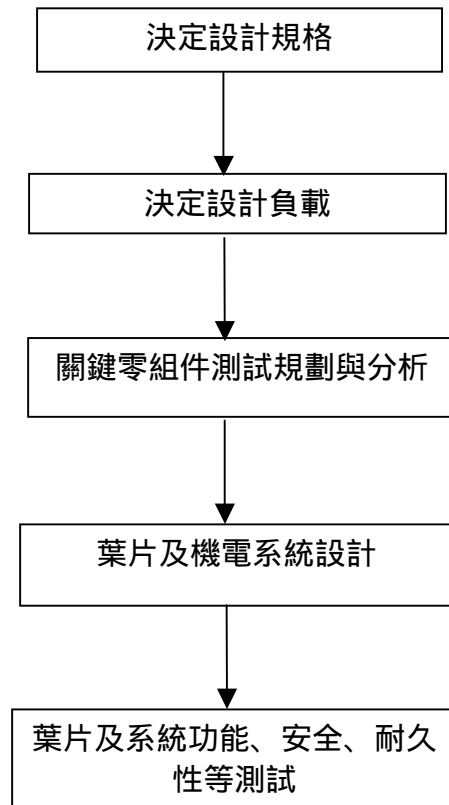 決定設計規格
決定設計負載
關鍵零組件測試規劃與分析
葉片及機電系統設計
葉片及系統功能、安全、耐久
性等測試